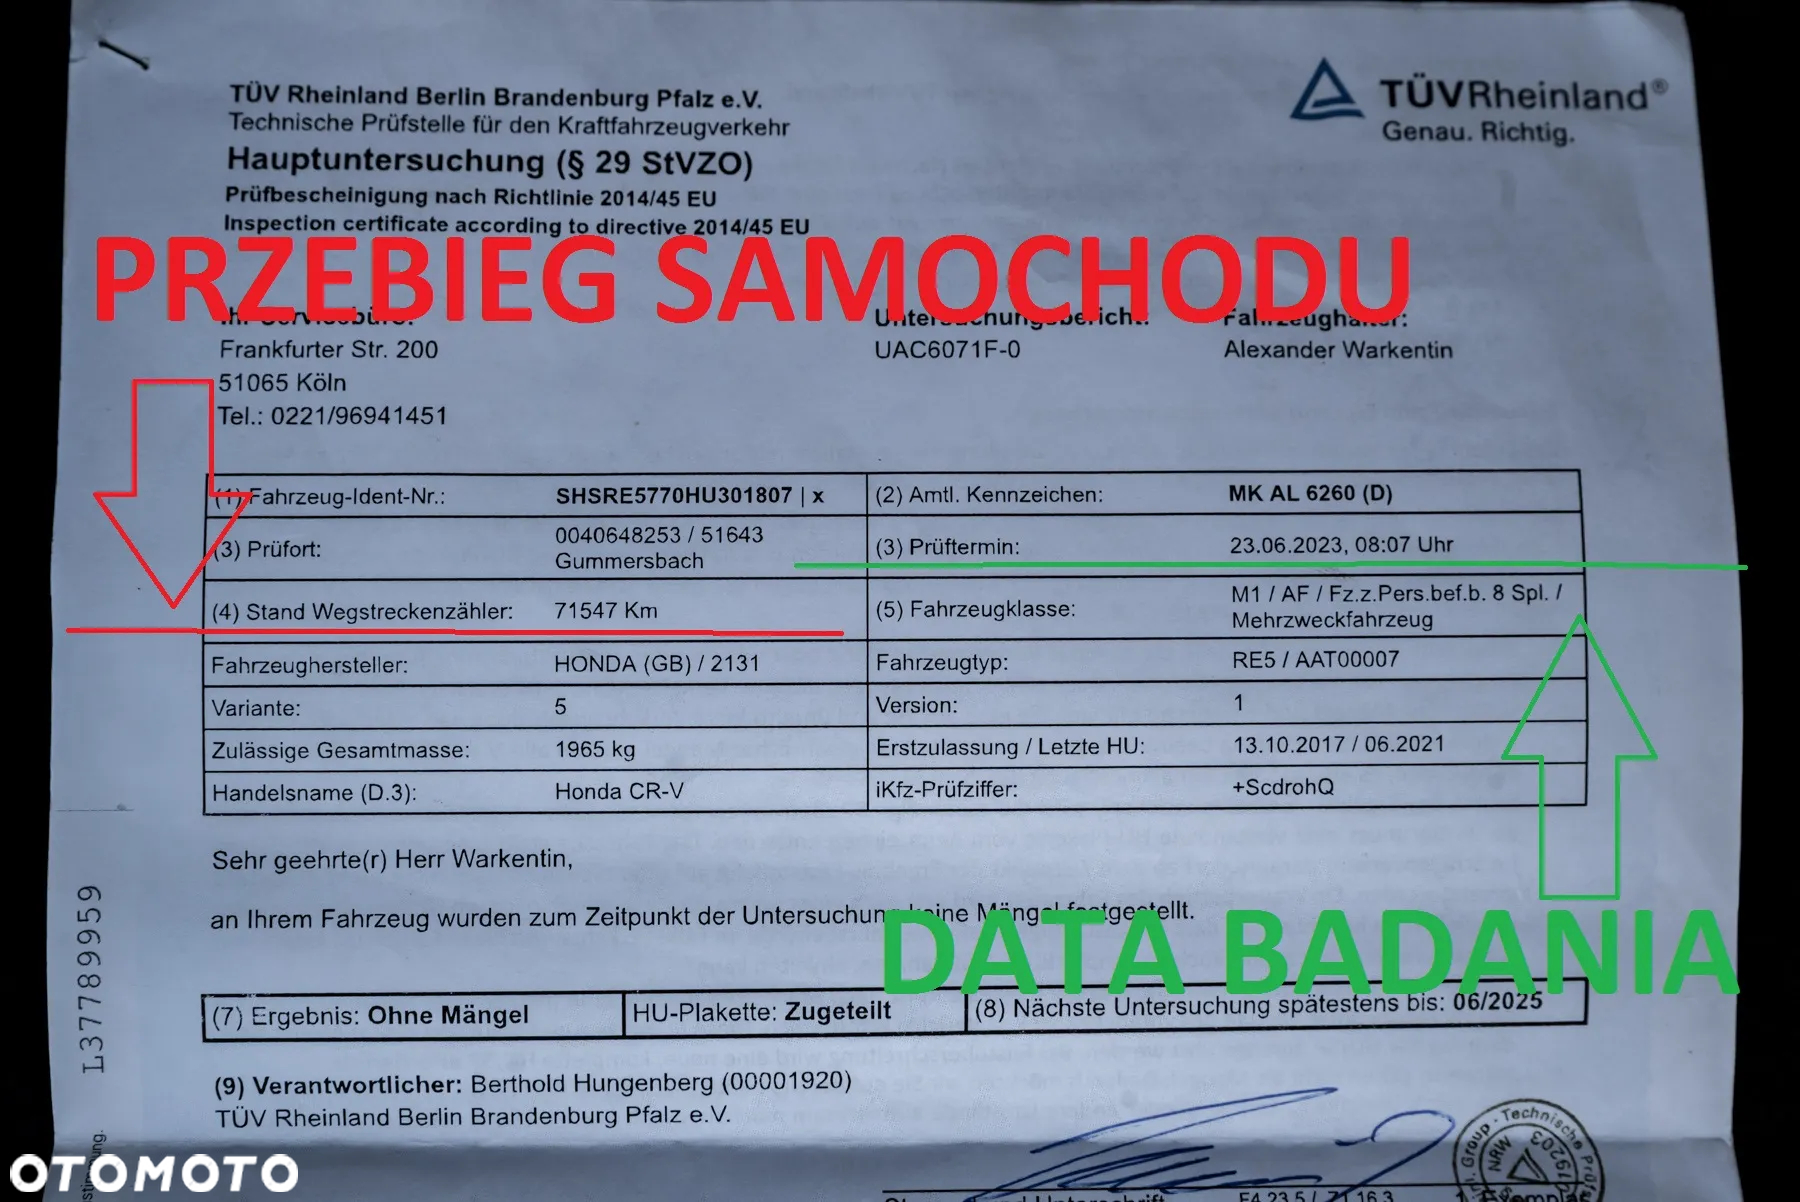 TÜV Rheinland Berlin Brandenburg Pfalz e.V.
Technische Prüfstelle für den Kraftfahrzeugverkehr
Hauptuntersuchung (§ 29 StVZO)
Prüfbescheinigung nach Richtlinie 2014/45 EU
Inspection certificate according to directive 2014/45 EU
TÜVRheinland®
Genau. Richtig.
PRZEBIEG SAMOCHODU
Ihr Servicebüro:
Frankfurter Str. 200
51065 Köln
Tel.: 0221/96941451
Untersuchungsbericht:
UAC6071F-0
Fahrzeughalter:
Alexander Warkentin
(1) Fahrzeug-Ident-Nr.: SHSRE5770HU301807 | x (2) Amtl. Kennzeichen: MK AL 6260 (D)
(3) Prüfort: 0040648253 / 51643
Gummersbach
(3) Prüftermin: 23.06.2023, 08:07 Uhr
(4) Stand Wegstreckenzähler: 71547 Km (5) Fahrzeugklasse: M1 / AF / Fz.z.Pers.bef.b. 8 Spl. /
Mehrzweckfahrzeug
Fahrzeughersteller: HONDA (GB) / 2131 Fahrzeugtyp: RE5 / AAT00007
Variante: 5 Version: 1
Zulässige Gesamtmasse: 1965 kg Erstzulassung / Letzte HU: 13.10.2017 / 06.2021
Handelsname (D.3): Honda CR-V iKfz-Prüfziffer: +ScdrohQ
Sehr geehrte(r) Herr Warkentin,
an Ihrem Fahrzeug wurden zum Zeitpunkt der Untersuchung keine Mängel festgestellt.
DATA BADANIA
(7) Ergebnis: Ohne Mängel HU-Plakette: Zugeteilt (8) Nächste Untersuchung spätestens bis: 06/2025
(9) Verantwortlicher: Berthold Hungenberg (00001920)
TÜV Rheinland Berlin Brandenburg Pfalz e.V.
L377899959
OTOMOTO